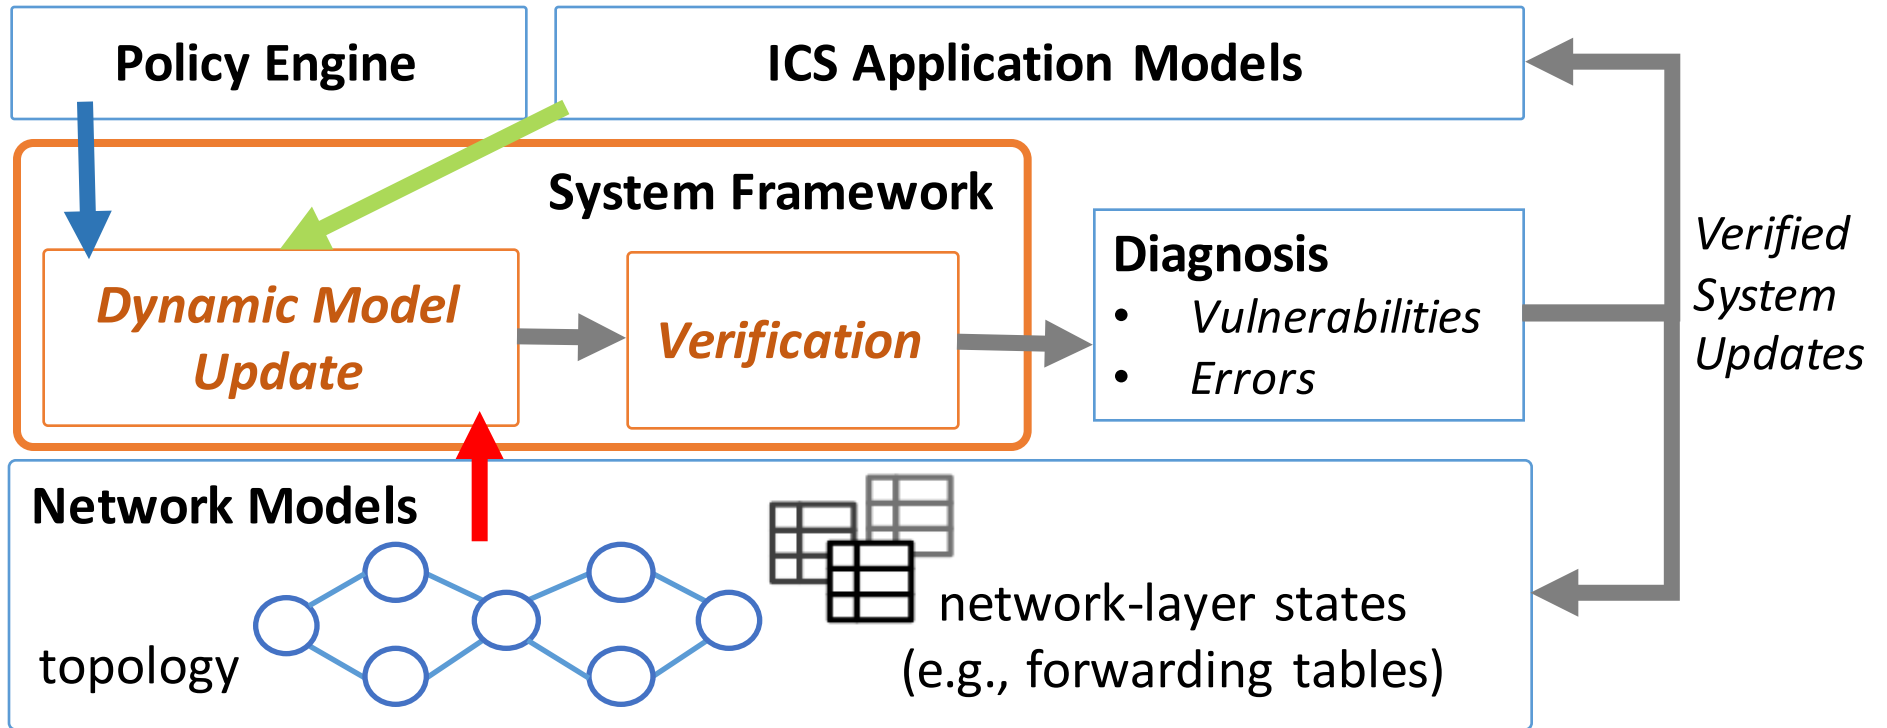 Policy Engine
ICS Application Models
System Framework
Dynamic Model
Update
Verification
Diagnosis
• Vulnerabilities
• Errors
Verified
System
Updates
Network Models
topology
network-layer states
(e.g., forwarding tables)